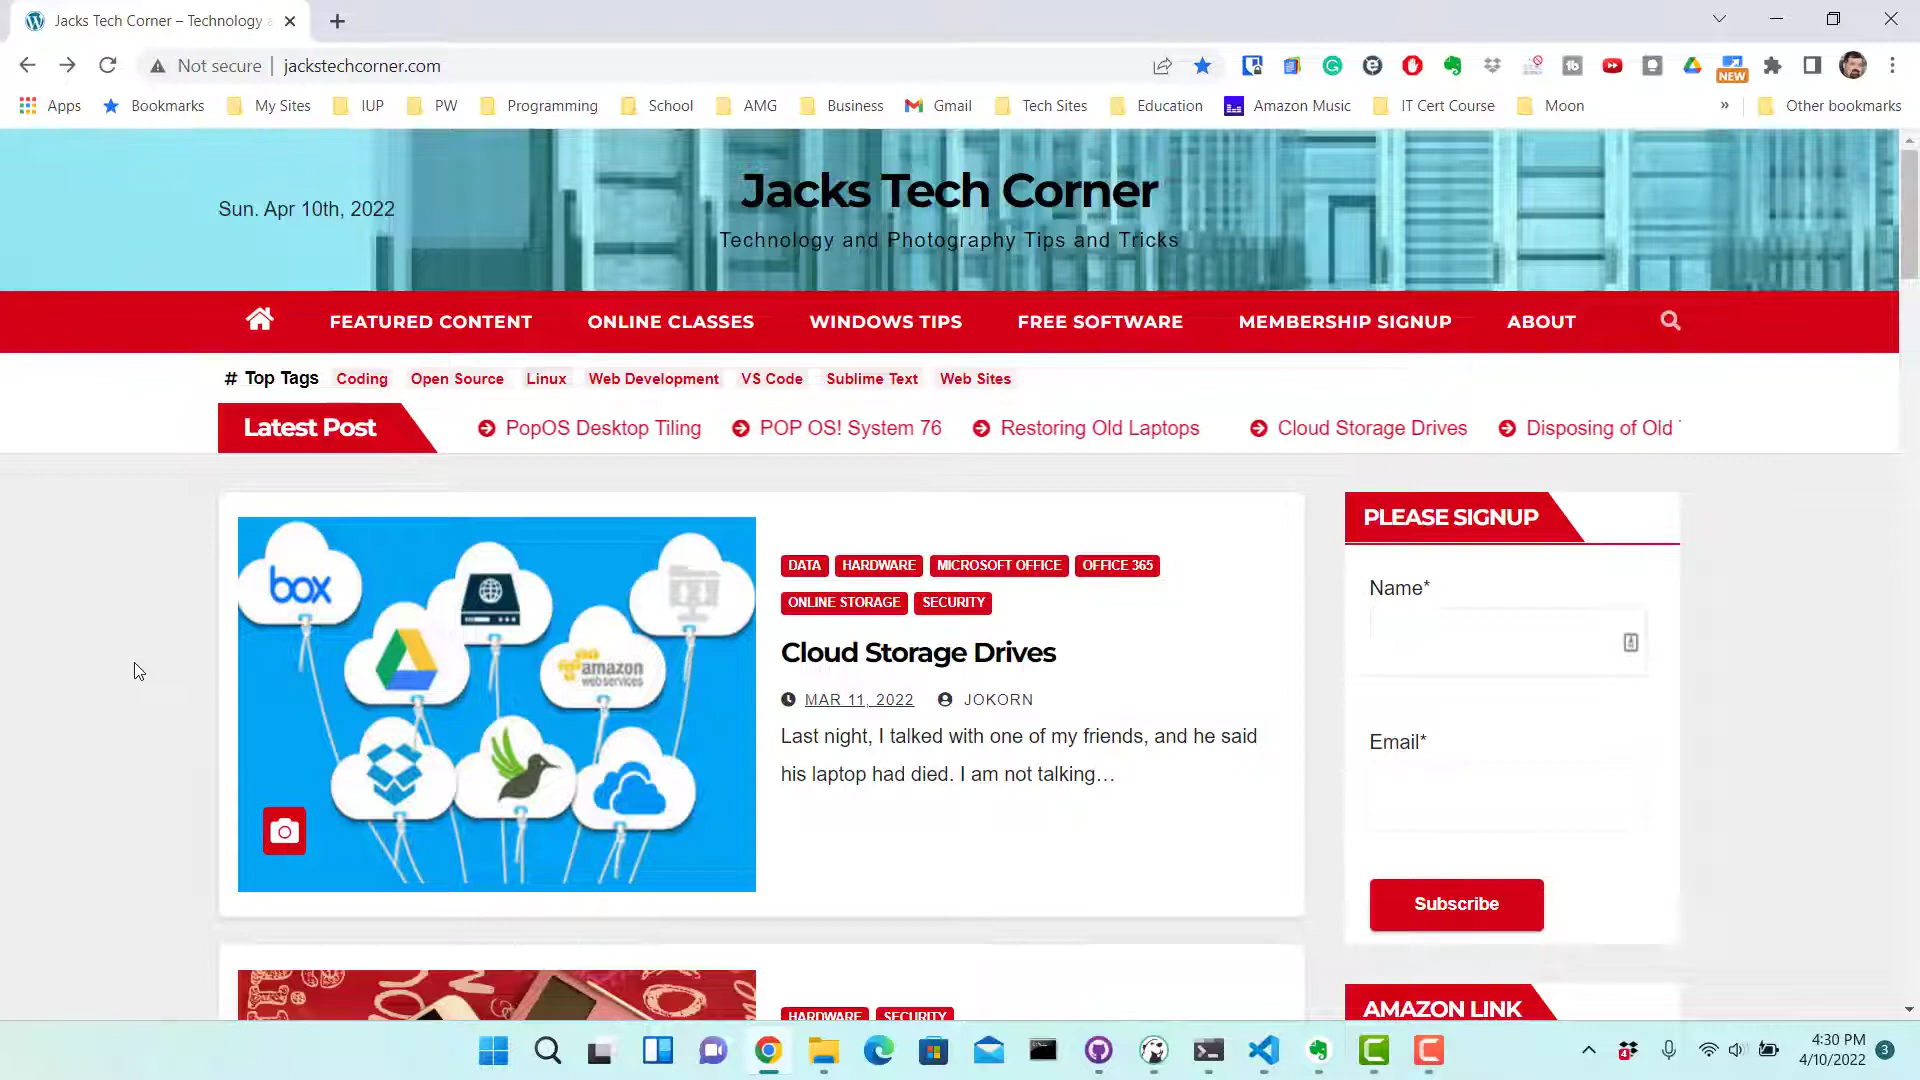 Jacks Tech Corner – Technology a
Not secure
jackstechcorner.com
NEW
Apps
Bookmarks
My Sites
IUP
PW
Programming
School
AMG
Business
Gmail
Tech Sites
Education
Amazon Music
IT Cert Course
Moon
»
Other bookmarks
Sun. Apr 10th, 2022
Jacks Tech Corner
Technology and Photography Tips and Tricks
FEATURED CONTENT
ONLINE CLASSES
WINDOWS TIPS
FREE SOFTWARE
MEMBERSHIP SIGNUP
ABOUT
# Top Tags
Coding
Open Source
Linux
Web Development
VS Code
Sublime Text
Web Sites
Latest Post
PopOS Desktop Tiling
POP OS! System 76
Restoring Old Laptops
Cloud Storage Drives
Disposing of Old
box
amazon
webservices
DATA
HARDWARE
MICROSOFT OFFICE
OFFICE 365
ONLINE STORAGE
SECURITY
Cloud Storage Drives
MAR 11, 2022
JOKORN
Last night, I talked with one of my friends, and he said
his laptop had died. I am not talking…
PLEASE SIGNUP
Name*
Email*
Subscribe
HARDWARE
SECURITY
AMAZON LINK
4:30 PM
4/10/2022
3